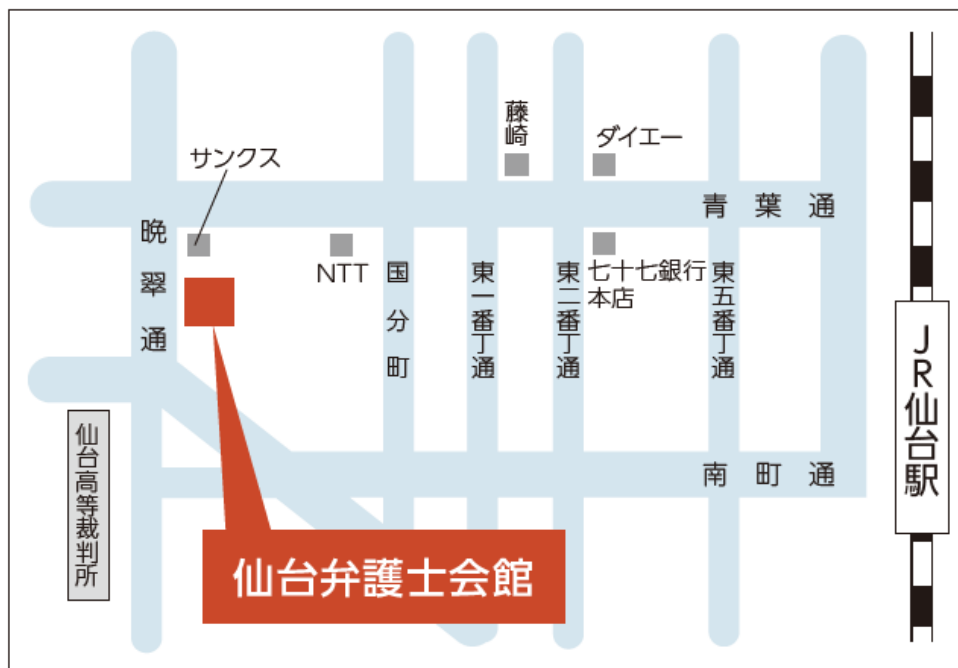 藤崎
ダイエー
サンクス
青葉通
晩翠通
NTT
国分町
東一番丁通
東二番丁通
七十七銀行
本店
東五番丁通
JR仙台駅
仙台高等裁判所
南町通
仙台弁護士会館